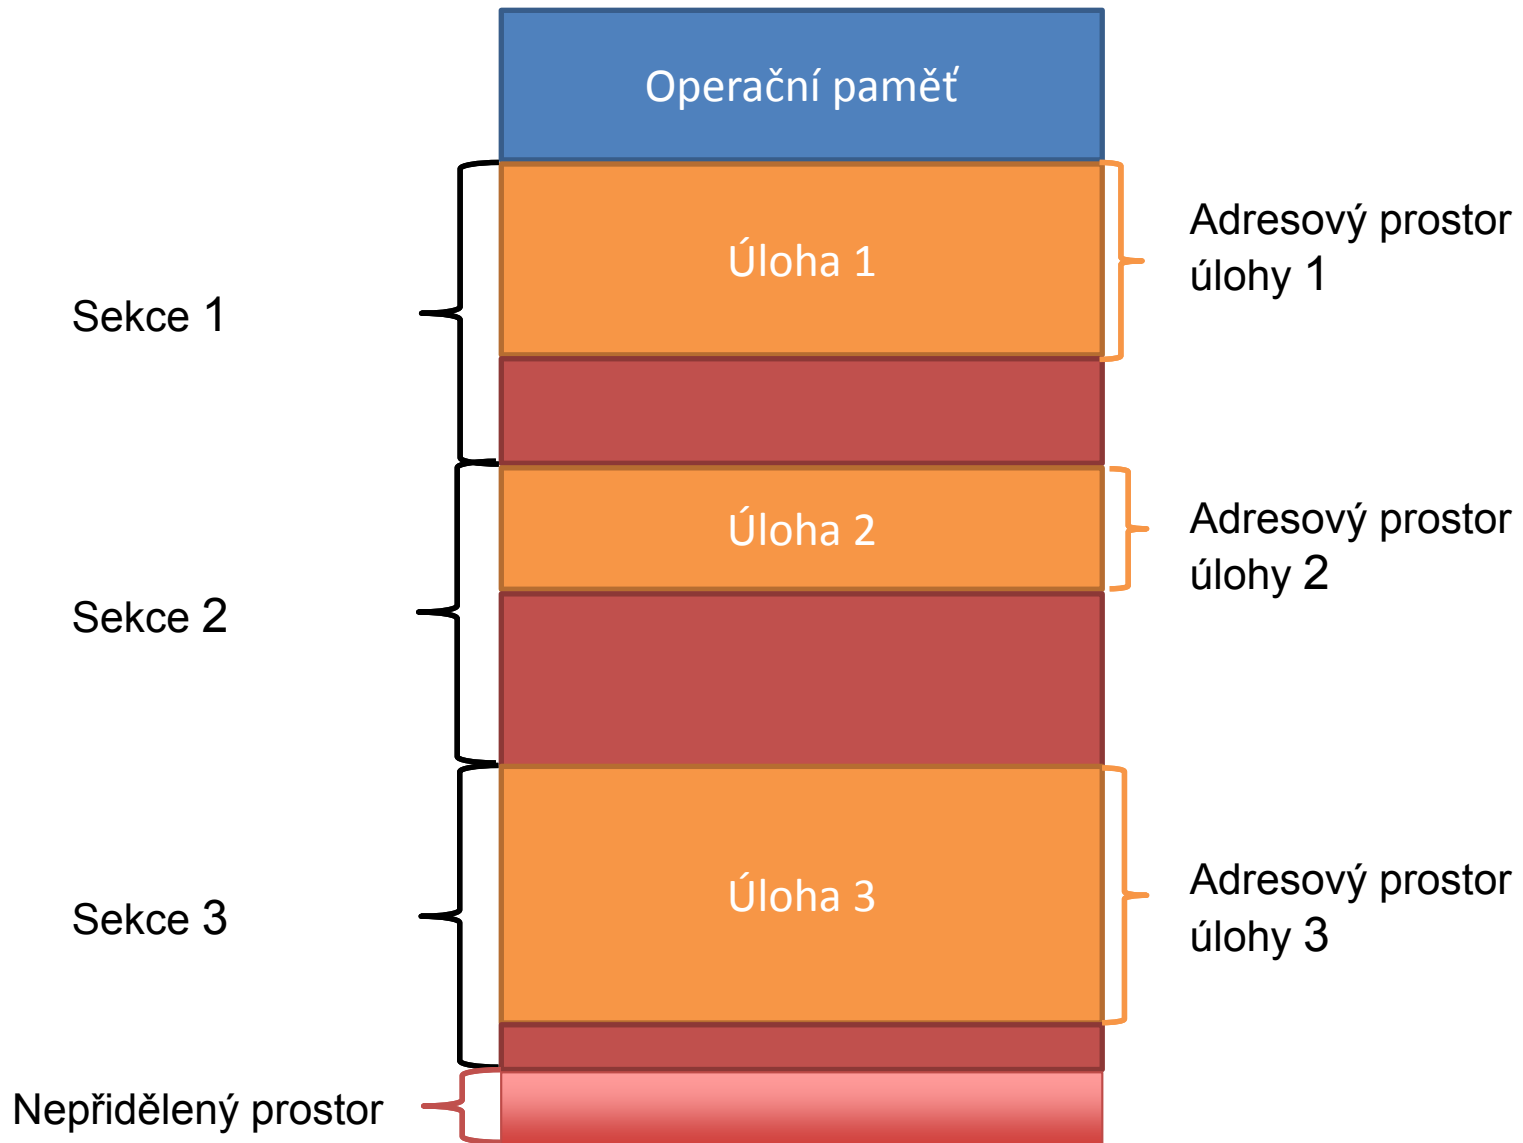 Operační paměť
Sekce 1
Úloha 1
Adresový prostor
úlohy 1
Sekce 2
Úloha 2
Adresový prostor
úlohy 2
Sekce 3
Úloha 3
Adresový prostor
úlohy 3
Nepřidělený prostor